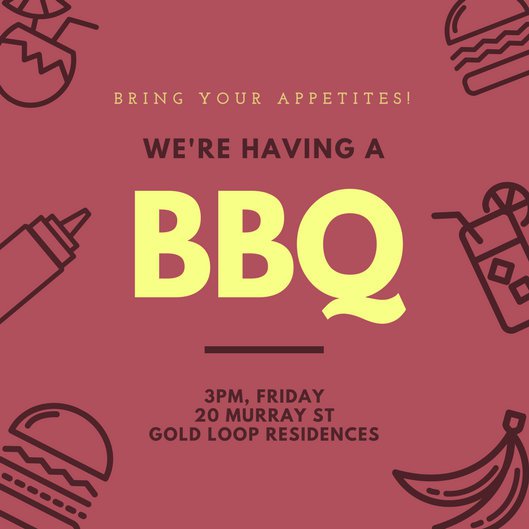 BRING YOUR APPETITES!
WE'RE HAVING A
BBQ
3PM, FRIDAY
20 MURRAY ST
GOLD LOOP RESIDENCES